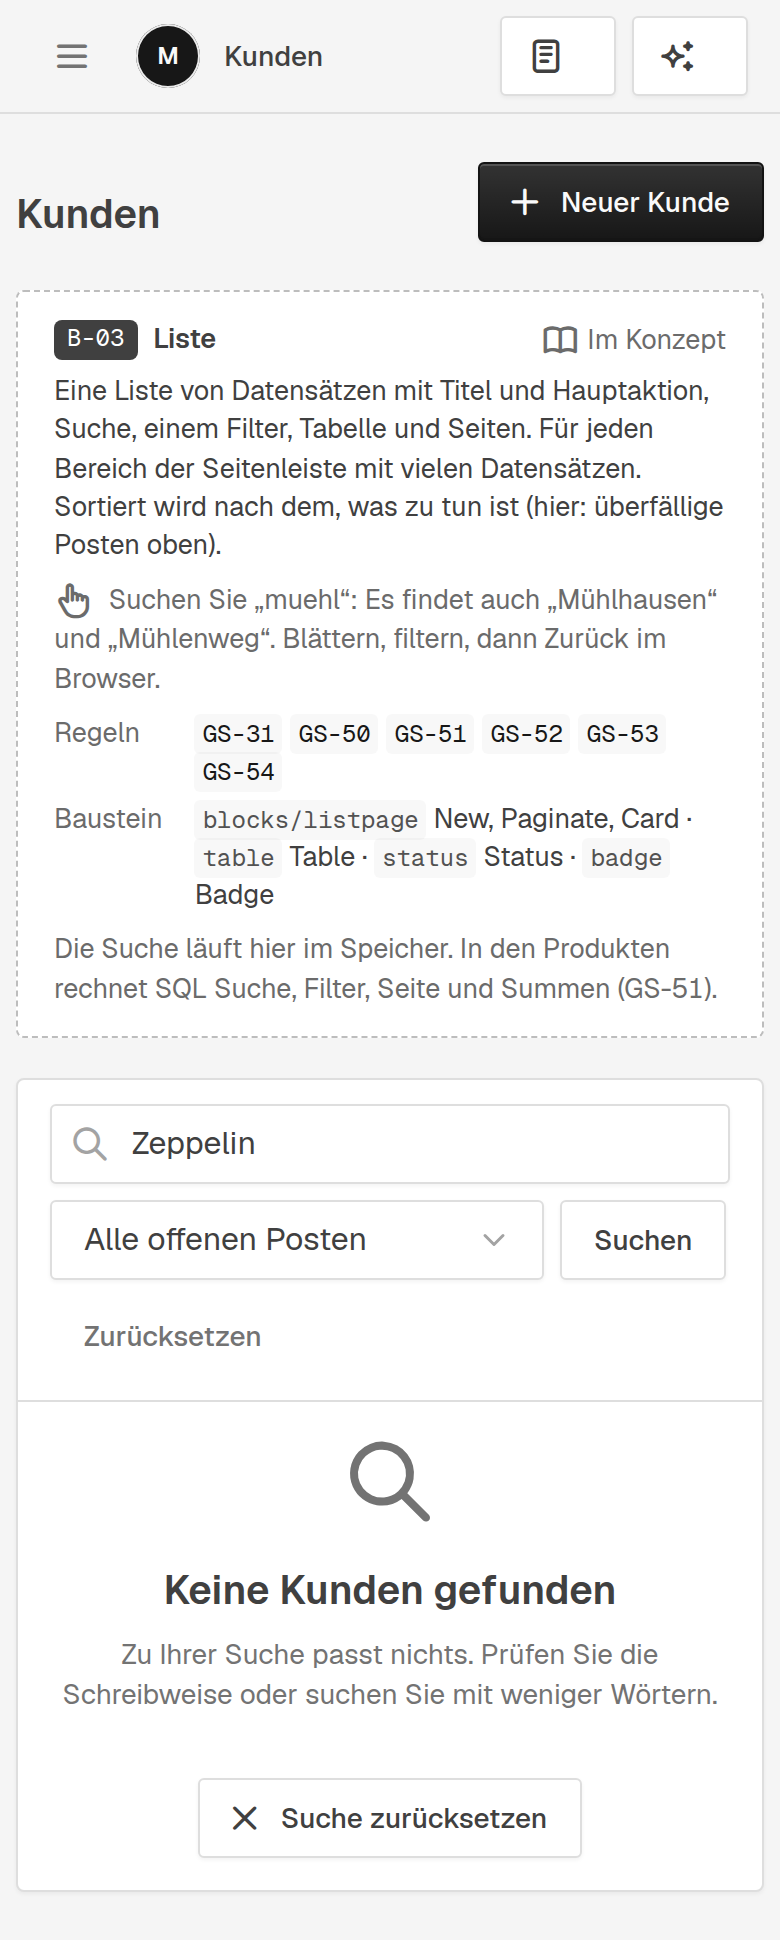 M Kunden
Kunden
Neuer Kunde
B-03 Liste
Im Konzept
Eine Liste von Datensätzen mit Titel und Hauptaktion,
Suche, einem Filter, Tabelle und Seiten. Für jeden
Bereich der Seitenleiste mit vielen Datensätzen.
Sortiert wird nach dem, was zu tun ist (hier: überfällige
Posten oben).
Suchen Sie „muehl“: Es findet auch „Mühlhausen“
und „Mühlenweg“. Blättern, filtern, dann Zurück im
Browser.
Regeln GS-31 GS-50 GS-51 GS-52 GS-53
GS-54
Baustein blocks/listpage New, Paginate, Card ·
table Table · status Status · badge
Badge
Die Suche läuft hier im Speicher. In den Produkten
rechnet SQL Suche, Filter, Seite und Summen (GS-51).
Zeppelin
Alle offenen Posten
Suchen
Zurücksetzen
Keine Kunden gefunden
Zu Ihrer Suche passt nichts. Prüfen Sie die
Schreibweise oder suchen Sie mit weniger Wörtern.
Suche zurücksetzen